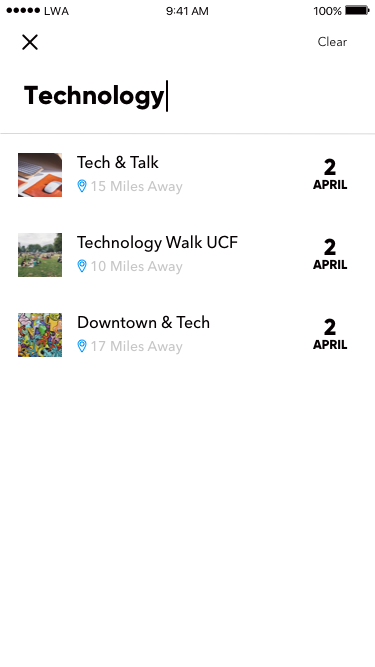 LWA 9:41 AM 100%
Clear
Technology
Tech & Talk
15 Miles Away
2
APRIL
Technology Walk UCF
10 Miles Away
2
APRIL
Downtown & Tech
17 Miles Away
2
APRIL